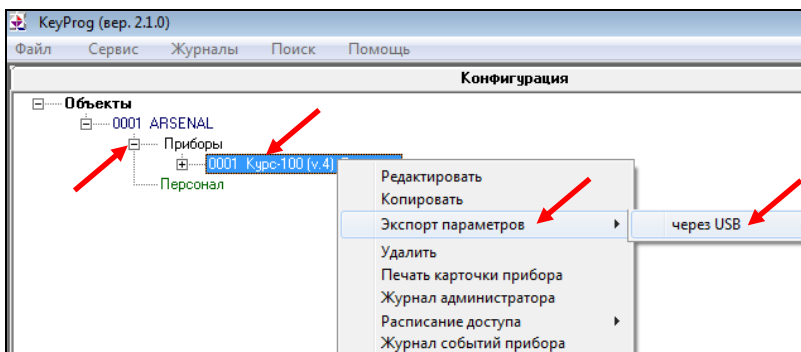 KeyProg (вер. 2.1.0)
Файл Сервис Журналы Поиск Помощь
Конфигурация
Объекты
0001 ARSENAL
Приборы
0001 Курс-100 (v.4)
Персонал
Редактировать
Копировать
Экспорт параметров
через USB
Удалить
Печать карточки прибора
Журнал администратора
Расписание доступа
Журнал событий прибора